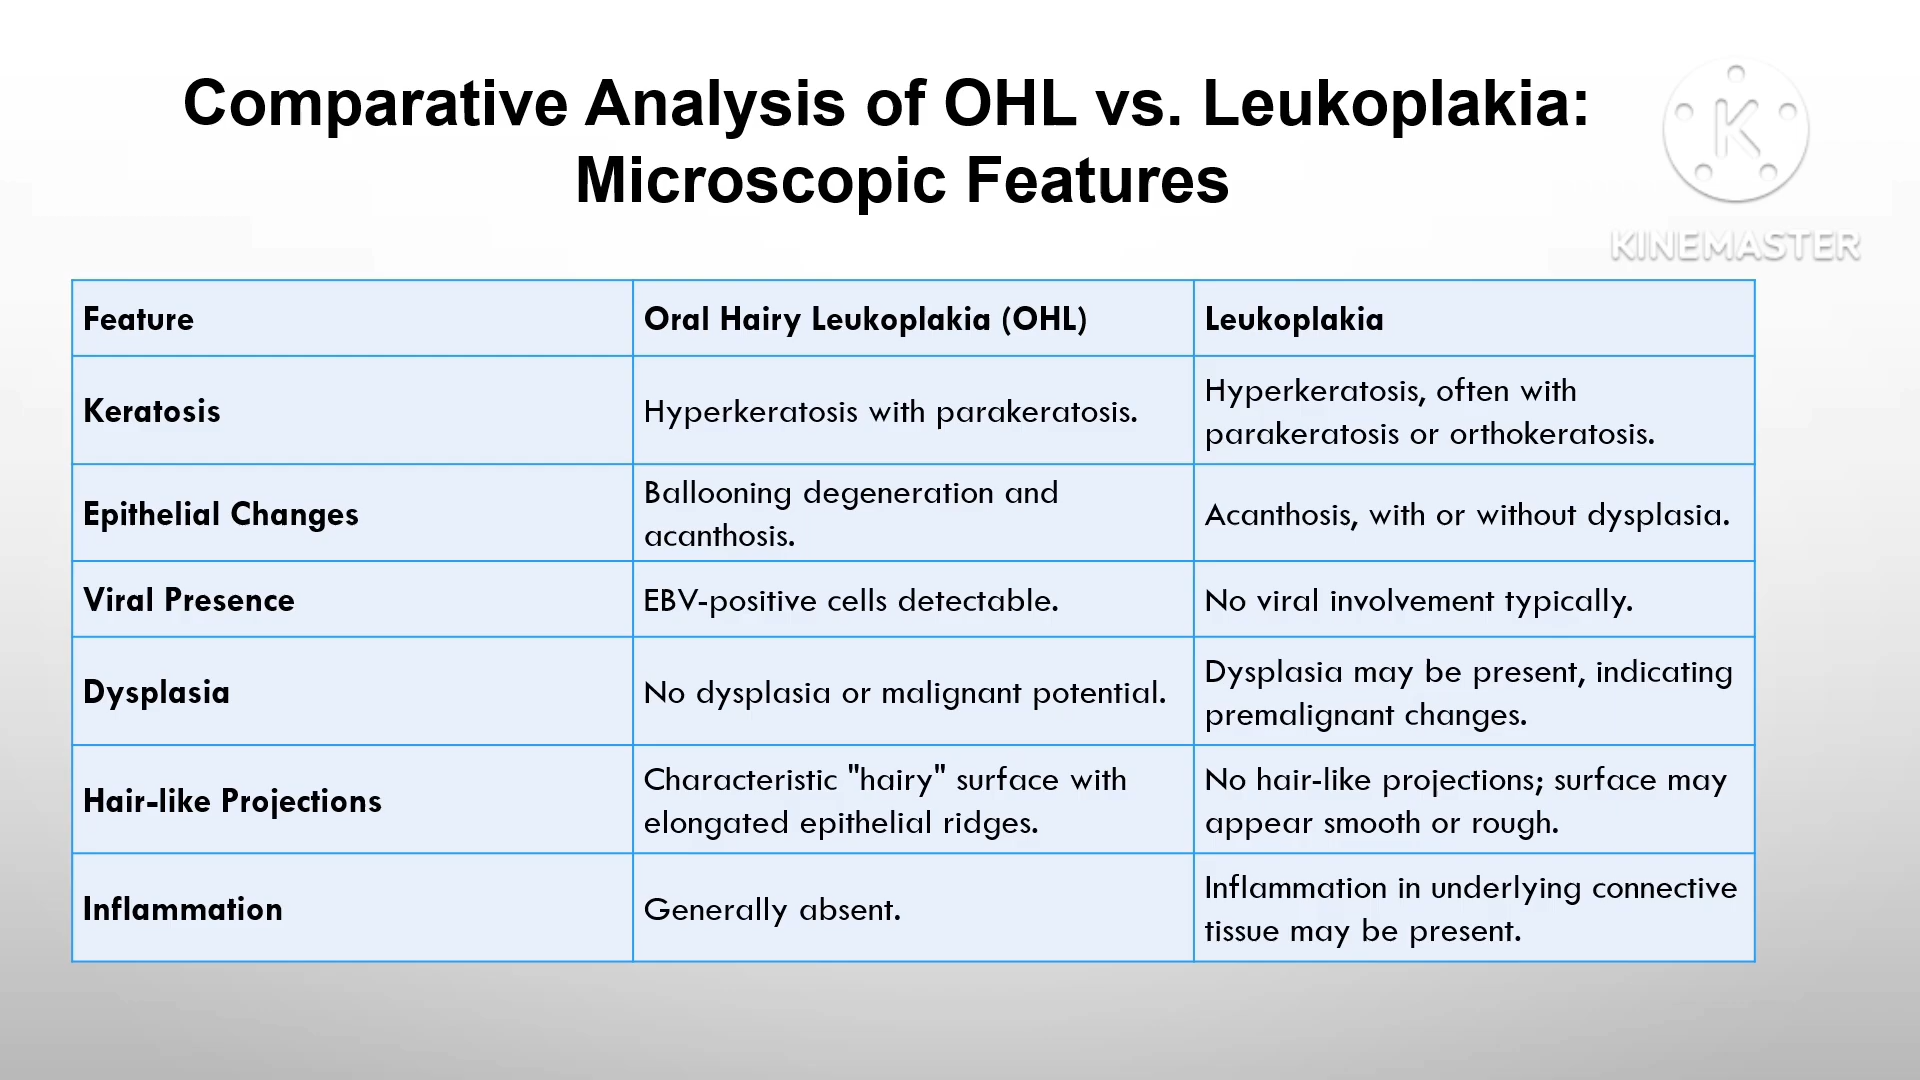 Comparative Analysis of OHL vs. Leukoplakia:
Microscopic Features
K
KINEMASTER
Feature
Oral Hairy Leukoplakia (OHL)
Leukoplakia
Keratosis
Hyperkeratosis with parakeratosis.
Hyperkeratosis, often with
parakeratosis or orthokeratosis.
Epithelial Changes
Ballooning degeneration and
acanthosis.
Acanthosis, with or without dysplasia.
Viral Presence
EBV-positive cells detectable.
No viral involvement typically.
Dysplasia
No dysplasia or malignant potential.
Dysplasia may be present, indicating
premalignant changes.
Hair-like Projections
Characteristic "hairy" surface with
elongated epithelial ridges.
No hair-like projections; surface may
appear smooth or rough.
Inflammation
Generally absent.
Inflammation in underlying connective
tissue may be present.